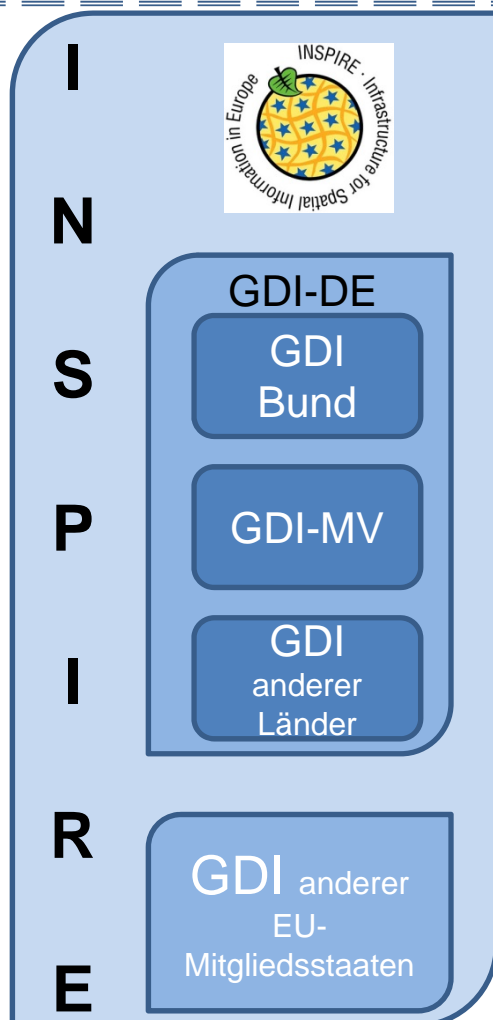 I
N
S
P
I
R
E
INSPIRE · Infrastructure for Spatial Information in Europe
GDI-DE
GDI
Bund
GDI-MV
GDI
anderer
Länder
GDI anderer
EU-
Mitgliedsstaaten